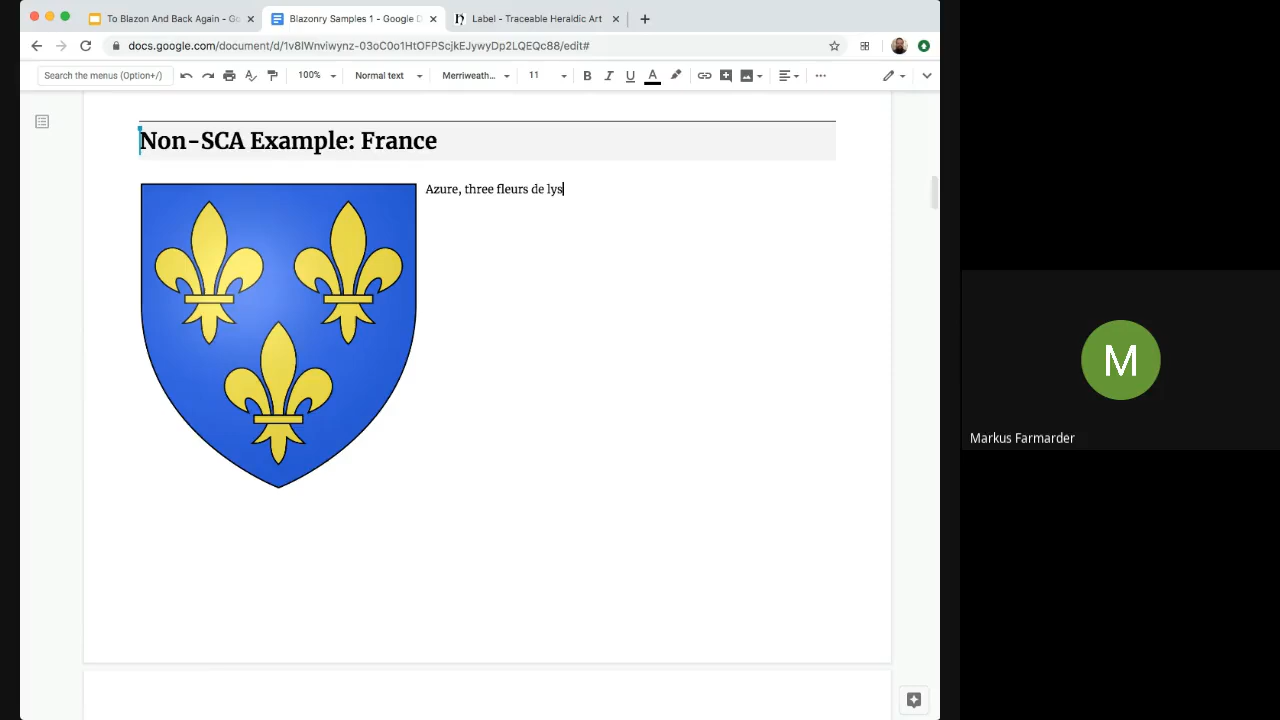 To Blazon And Back Again - Go
Blazonry Samples 1 - Google D
Label - Traceable Heraldic Art
docs.google.com/document/d/1v8lWnviwynz-03oC0o1HtOFPScjkEJywyDp2LQEQc88/edit#
Search the menus (Option+/)
100%
Normal text
Merriweath...
11
B
I
U
A
Non-SCA Example: France
Azure, three fleurs de lys
M
Markus Farmarder